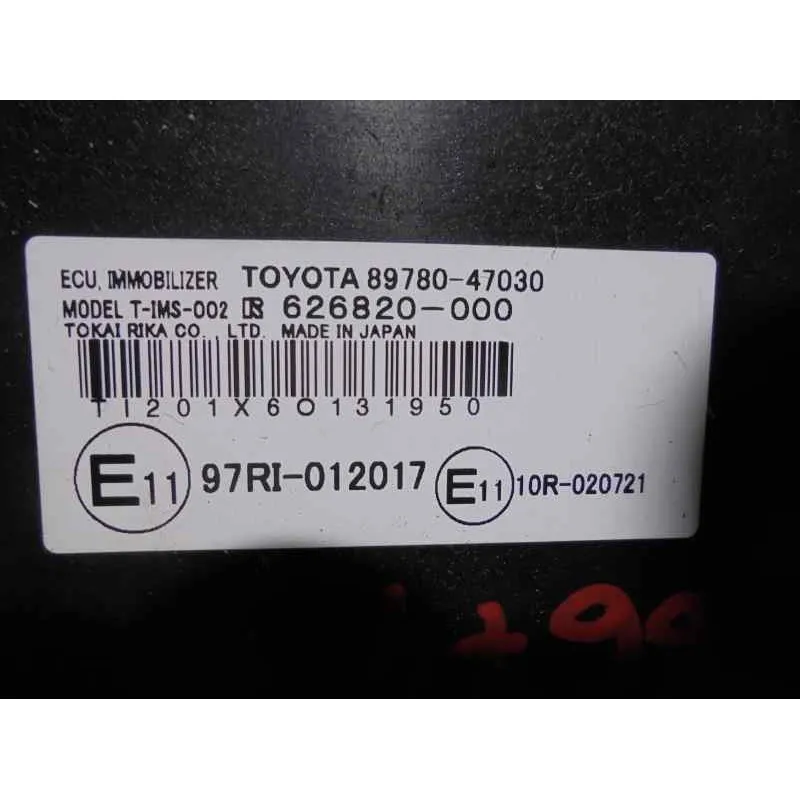 ECU, IMMOBILIZER TOYOTA 89780-47030
MODEL T-IMS-002 626820-000
TOKAI RIKA CO., LTD. MADE IN JAPAN
TI201X60131950
E11 97RI-012017 E11 10R-020721